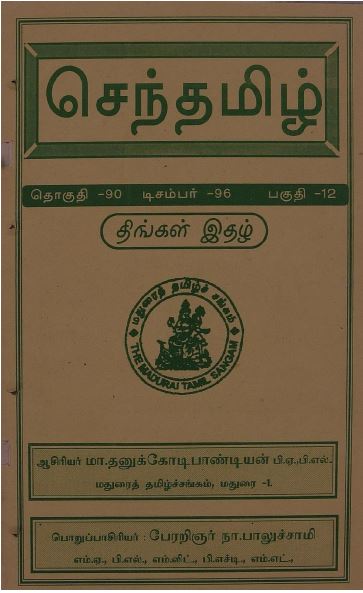 செந்தமிழ்
தொகுதி -90 டிசம்பர் -96 பகுதி -12
திங்கள் இதழ்
மதுரைத் தமிழ்ச் சங்கம்
THE MADURAI TAMIL SANGAM
ஆசிரியர் மா.தனுக்கோடிபாண்டியன் பி.ஏ.,பி.எல்.
மதுரைத் தமிழ்ச்சங்கம், மதுரை -1.
பொறுப்பாசிரியர் : பேரறிஞர் நா.பாலுச்சாமி
எம்.ஏ., பி.எல்., எம்.லிட்., பி.எச்டி., எம்.எட்.,